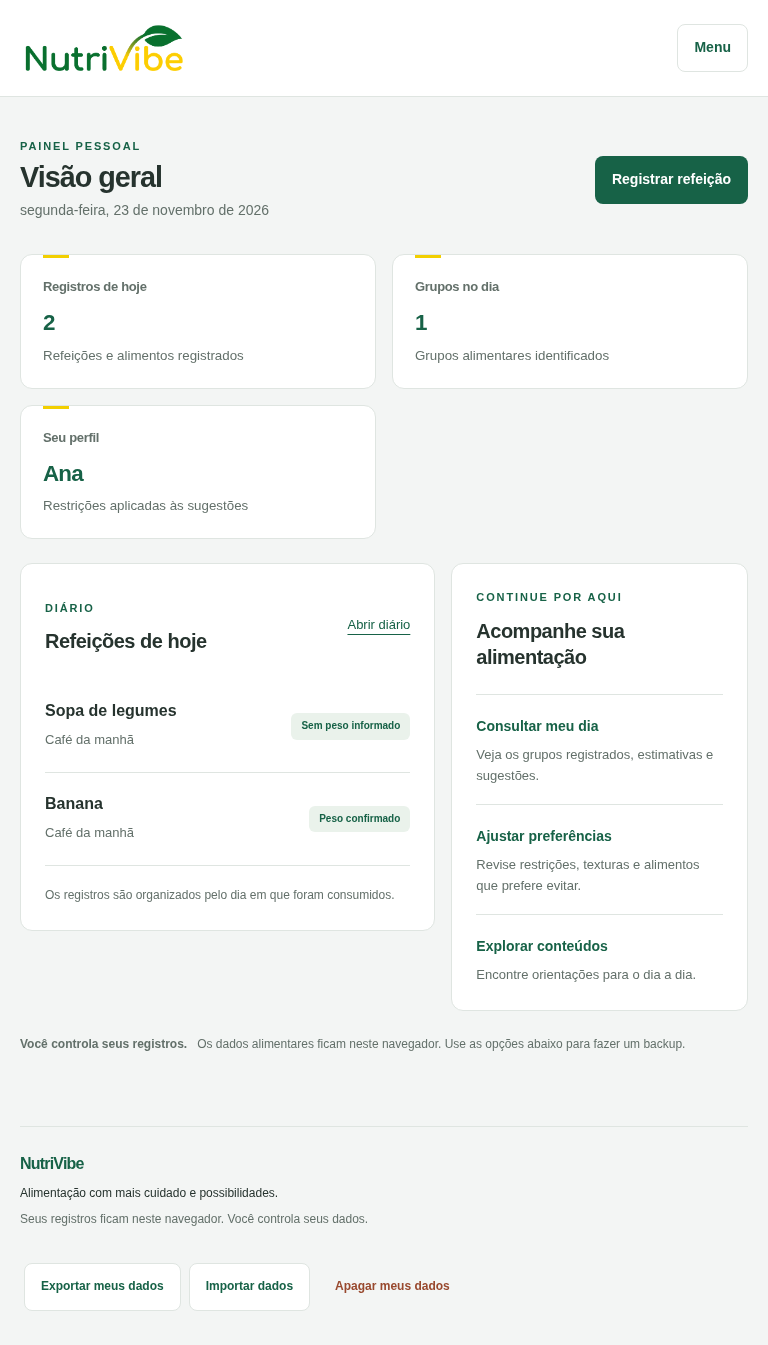 NutriVibe
Menu
PAINEL PESSOAL
Visão geral
segunda-feira, 23 de novembro de 2026
Registrar refeição
Registros de hoje
2
Refeições e alimentos registrados
Grupos no dia
1
Grupos alimentares identificados
Seu perfil
Ana
Restrições aplicadas às sugestões
DIÁRIO
Refeições de hoje
Abrir diário
Sopa de legumes
Café da manhã
Sem peso informado
Banana
Café da manhã
Peso confirmado
Os registros são organizados pelo dia em que foram consumidos.
CONTINUE POR AQUI
Acompanhe sua
alimentação
Consultar meu dia
Veja os grupos registrados, estimativas e
sugestões.
Ajustar preferências
Revise restrições, texturas e alimentos
que prefere evitar.
Explorar conteúdos
Encontre orientações para o dia a dia.
Você controla seus registros. Os dados alimentares ficam neste navegador. Use as opções abaixo para fazer um backup.
NutriVibe
Alimentação com mais cuidado e possibilidades.
Seus registros ficam neste navegador. Você controla seus dados.
Exportar meus dados
Importar dados
Apagar meus dados